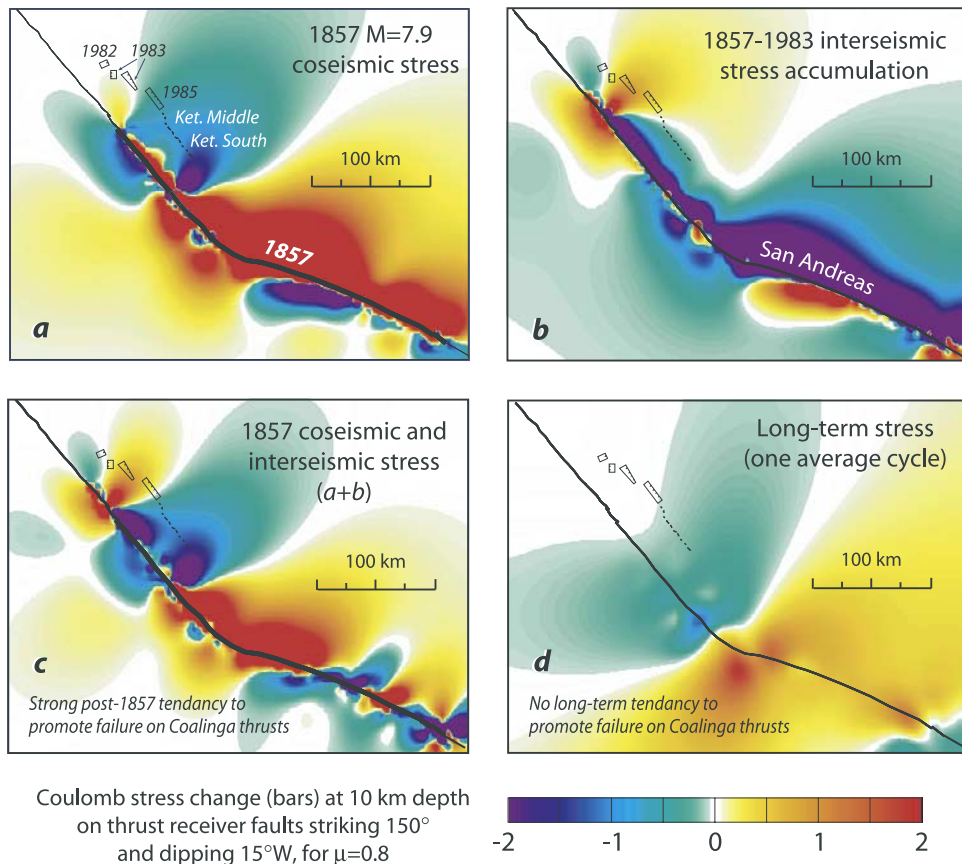 1982
1983
1857 M=7.9
coseismic stress
1985
Ket. Middle
Ket. South
100 km
1857
a
1857-1983 interseismic
stress accumulation
100 km
San Andreas
b
1857 coseismic and
interseismic stress
(a+b)
100 km
c
Strong post-1857 tendancy to
promote failure on Coalinga thrusts
Long-term stress
(one average cycle)
100 km
d
No long-term tendancy to
promote failure on Coalinga thrusts
Coulomb stress change (bars) at 10 km depth
on thrust receiver faults striking 150°
and dipping 15°W, for μ=0.8
-2 -1 0 1 2